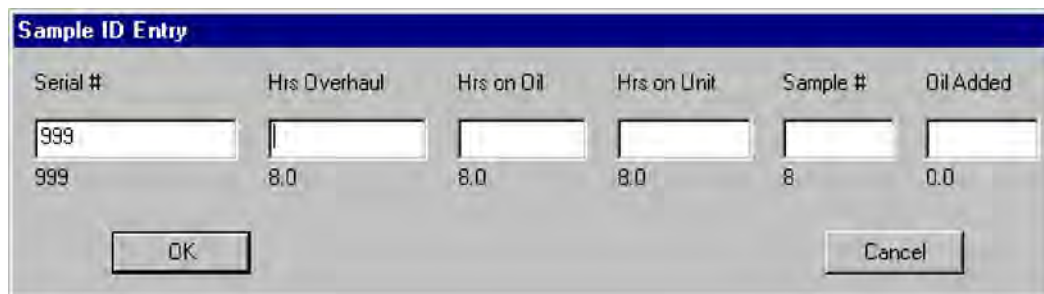 Sample ID Entry
Serial # Hrs Overhaul Hrs on Oil Hrs on Unit Sample # Oil Added
999
999 8.0 8.0 8.0 8 0.0
OK Cancel